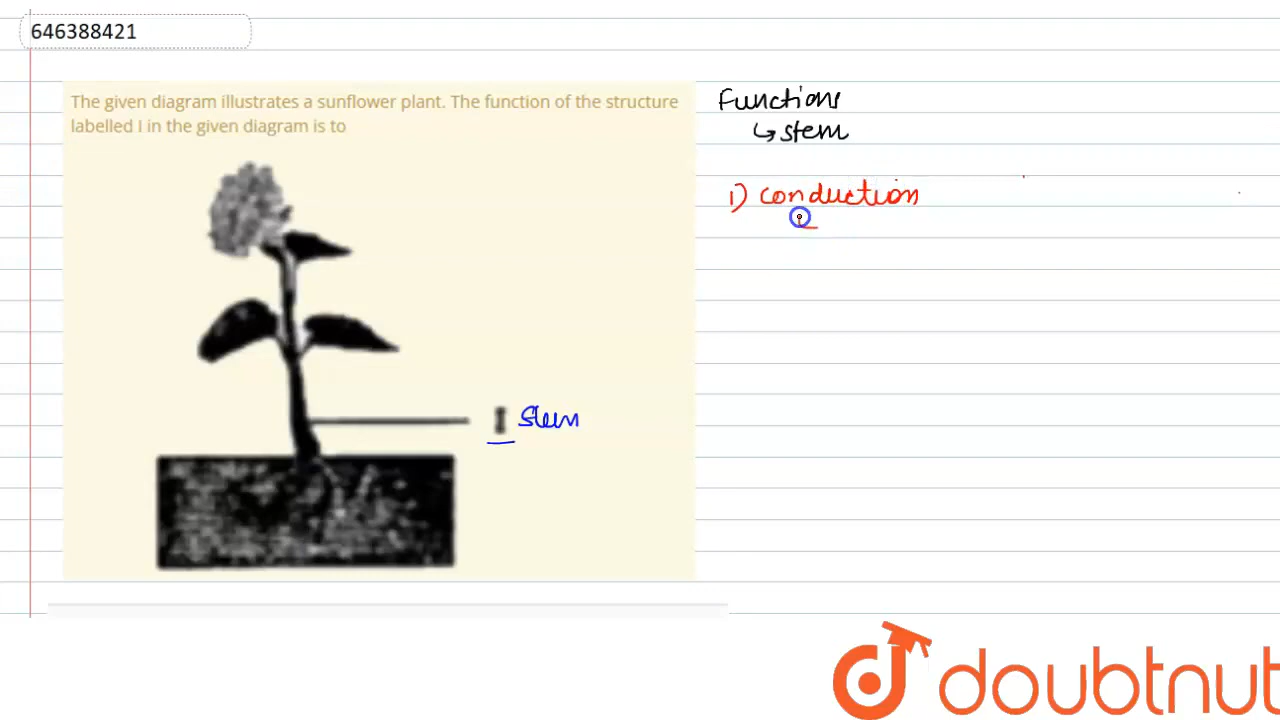 646388421
The given diagram illustrates a sunflower plant. The function of the structure
labelled I in the given diagram is to
I stem
Functions
↳ stem
1) conduction
doubtnut